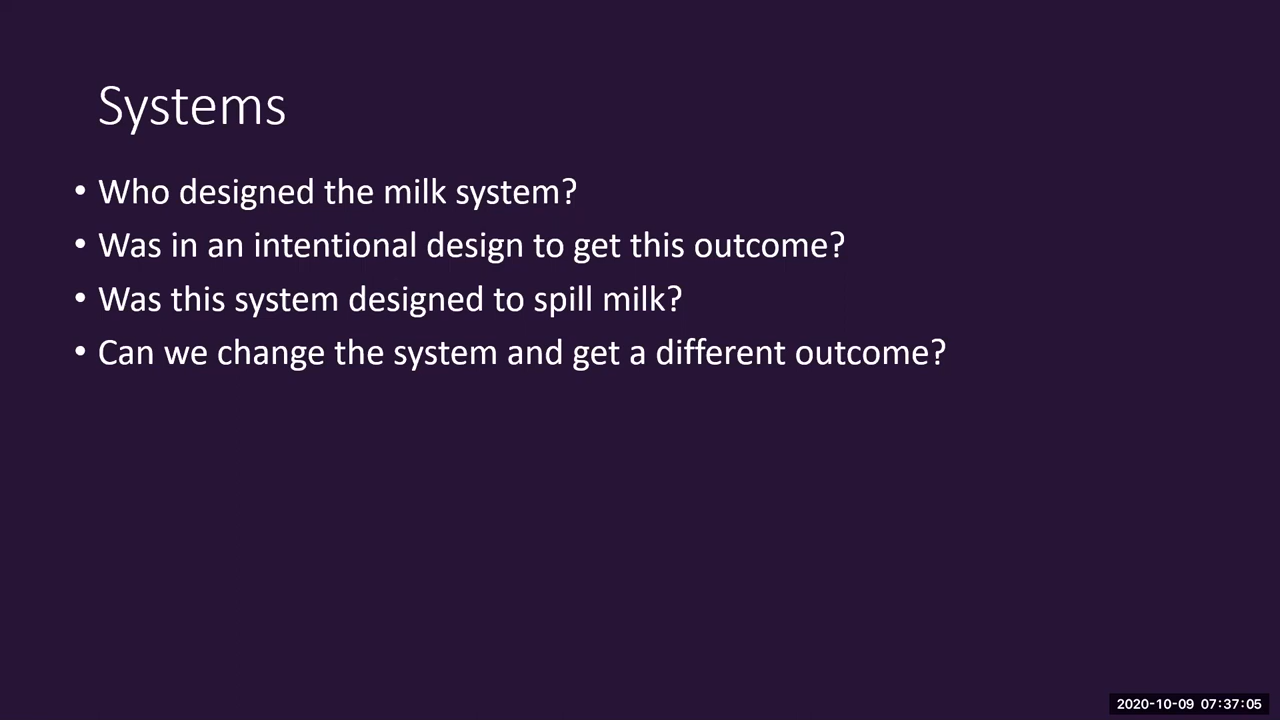 Systems
• Who designed the milk system?
• Was in an intentional design to get this outcome?
• Was this system designed to spill milk?
• Can we change the system and get a different outcome?
2020-10-09 07:37:05